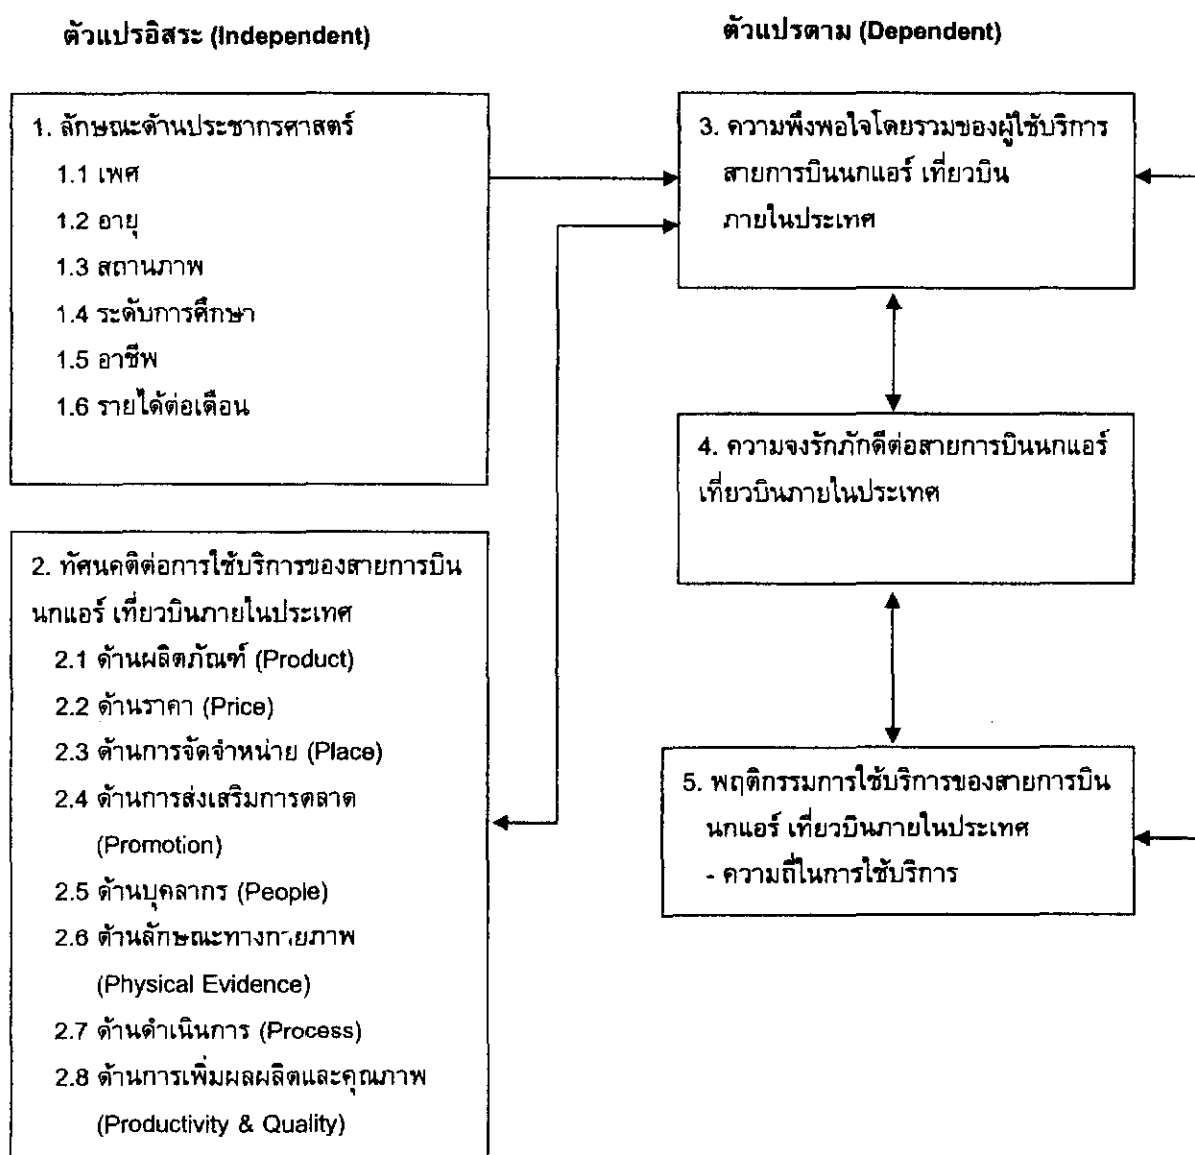 ตัวแปรอิสระ (Independent)
ตัวแปรตาม (Dependent)
1. ลักษณะด้านประชากรศาสตร์
1.1 เพศ
1.2 อายุ
1.3 สถานภาพ
1.4 ระดับการศึกษา
1.5 อาชีพ
1.6 รายได้ต่อเดือน
2. ทัศนคติต่อการใช้บริการของสายการบิน
นกแอร์ เที่ยวบินภายในประเทศ
2.1 ด้านผลิตภัณฑ์ (Product)
2.2 ด้านราคา (Price)
2.3 ด้านการจัดจำหน่าย (Place)
2.4 ด้านการส่งเสริมการตลาด
(Promotion)
2.5 ด้านบุคลากร (People)
2.6 ด้านลักษณะทางกายภาพ
(Physical Evidence)
2.7 ด้านดำเนินการ (Process)
2.8 ด้านการเพิ่มผลผลิตและคุณภาพ
(Productivity & Quality)
3. ความพึงพอใจโดยรวมของผู้ใช้บริการ
สายการบินนกแอร์ เที่ยวบิน
ภายในประเทศ
4. ความจงรักภักดีต่อสายการบินนกแอร์
เที่ยวบินภายในประเทศ
5. พฤติกรรมการใช้บริการของสายการบิน
นกแอร์ เที่ยวบินภายในประเทศ
- ความถี่ในการใช้บริการ